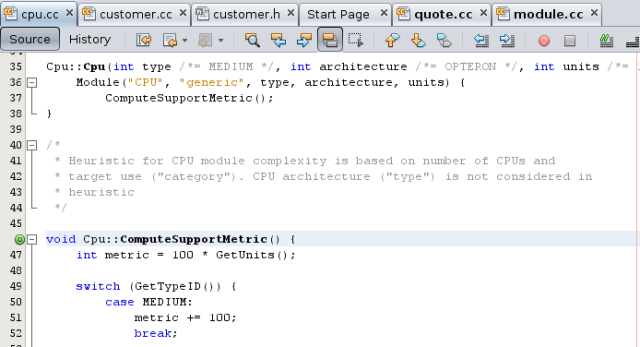 cpu.cc customer.cc customer.h Start Page quote.cc module.cc
Source History
35 Cpu::Cpu(int type /*= MEDIUM */, int architecture /*= OPTERON */, int units /*=
36 Module("CPU", "generic", type, architecture, units) {
37 ComputeSupportMetric();
38 }
39
40 /*
41 * Heuristic for CPU module complexity is based on number of CPUs and
42 * target use ("category"). CPU architecture ("type") is not considered in
43 * heuristic
44 */
45
void Cpu::ComputeSupportMetric() {
47 int metric = 100 * GetUnits();
48
49 switch (GetTypeID()) {
50 case MEDIUM:
51 metric += 100;
52 break;